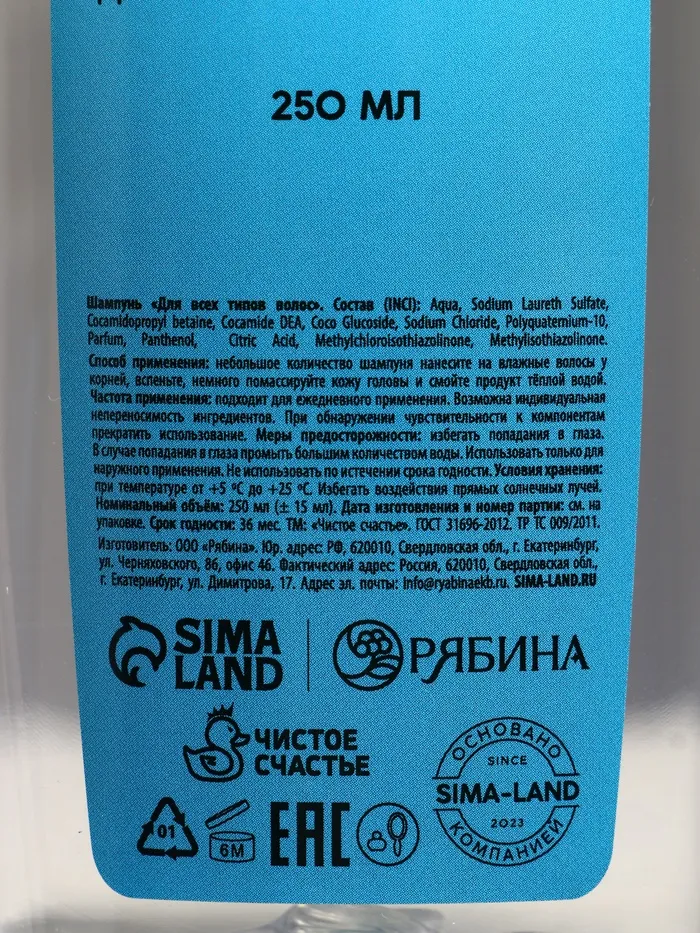 250 МЛ
Шампунь «Для всех типов волос». Состав (INCI): Aqua, Sodium Laureth Sulfate,
Cocamidopropyl betaine, Cocamide DEA, Coco Glucoside, Sodium Chloride, Polyquaternium-10,
Parfum, Panthenol, Citric Acid, Methylchloroisothiazolinone, Methylisothiazolinone.
Способ применения: небольшое количество шампуня нанесите на влажные волосы у
корней, вспеньте, немного помассируйте кожу головы и смойте продукт тёплой водой.
Частота применения: подходит для ежедневного применения. Возможна индивидуальная
непереносимость ингредиентов. При обнаружении чувствительности к компонентам
прекратить использование. Меры предосторожности: избегать попадания в глаза.
В случае попадания в глаза промыть большим количеством воды. Использовать только для
наружного применения. Не использовать по истечении срока годности. Условия хранения:
при температуре от +5 °С до +25 °С. Избегать воздействия прямых солнечных лучей.
Номинальный объём: 250 мл (± 15 мл). Дата изготовления и номер партии: см. на
упаковке. Срок годности: 36 мес. ТМ: «Чистое счастье». ГОСТ 31696-2012. ТР ТС 009/2011.
Изготовитель: ООО «Рябина». Юр. адрес: РФ, 620010, Свердловская обл., г. Екатеринбург,
ул. Черняховского, 86, офис 46. Фактический адрес: Россия, 620010, Свердловская обл.,
г. Екатеринбург, ул. Димитрова, 17. Адрес эл. почты: info@ryabinaekb.ru. SIMA-LAND.RU
SIMA
LAND
РЯБИНА
ЧИСТОЕ
СЧАСТЬЕ
ОСНОВАНО
SINCE
SIMA-LAND
2023
КОМПАНИЕЙ
01
6M
EAC